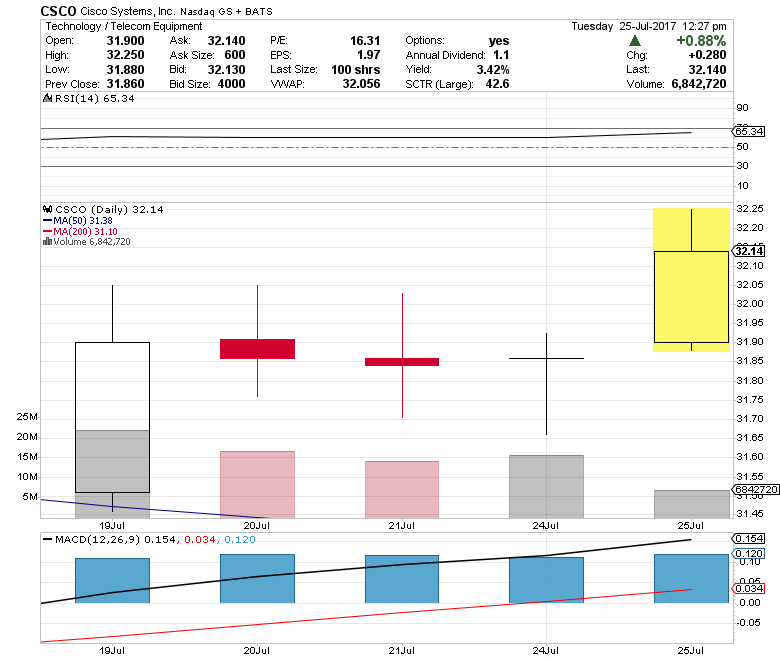 CSCO Cisco Systems, Inc. Nasdaq GS + BATS
Technology / Telecom Equipment Tuesday 25-Jul-2017 12:27 pm
Open: 31.900 Ask: 32.140 P/E: 16.31 Options: yes +0.88%
High: 32.250 Ask Size: 600 EPS: 1.97 Annual Dividend: 1.1 Chg: +0.280
Low: 31.880 Bid: 32.130 Last Size: 100 shrs Yield: 3.42% Last: 32.140
Prev Close: 31.860 Bid Size: 4000 VWAP: 32.056 SCTR (Large): 42.6 Volume: 6,842,720
RSI(14) 65.34
90
70
65.34
50
30
10
CSCO (Daily) 32.14
MA(50) 31.38
MA(200) 31.10
Volume 6,842,720
32.25
32.20
32.15
32.14
32.10
32.05
32.00
31.95
31.90
31.85
31.80
31.75
31.70
31.65
31.60
31.55
31.50
31.45
25M
20M
15M
10M
5M
6842720
19Jul 20Jul 21Jul 24Jul 25Jul
MACD(12,26,9) 0.154, 0.034, 0.120
0.154
0.120
0.10
0.05
0.034
0.00
-0.05
19Jul 20Jul 21Jul 24Jul 25Jul